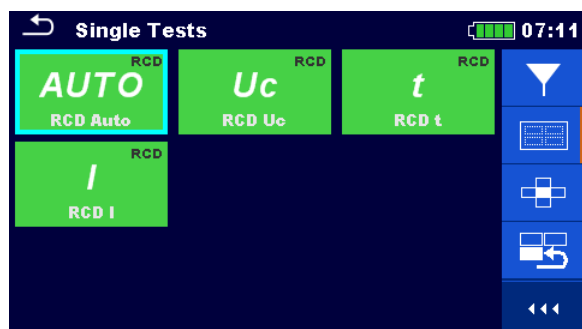 Single Tests 07:11
RCD RCD RCD
AUTO Uc t
RCD Auto RCD Uc RCD t
RCD
I
RCD I